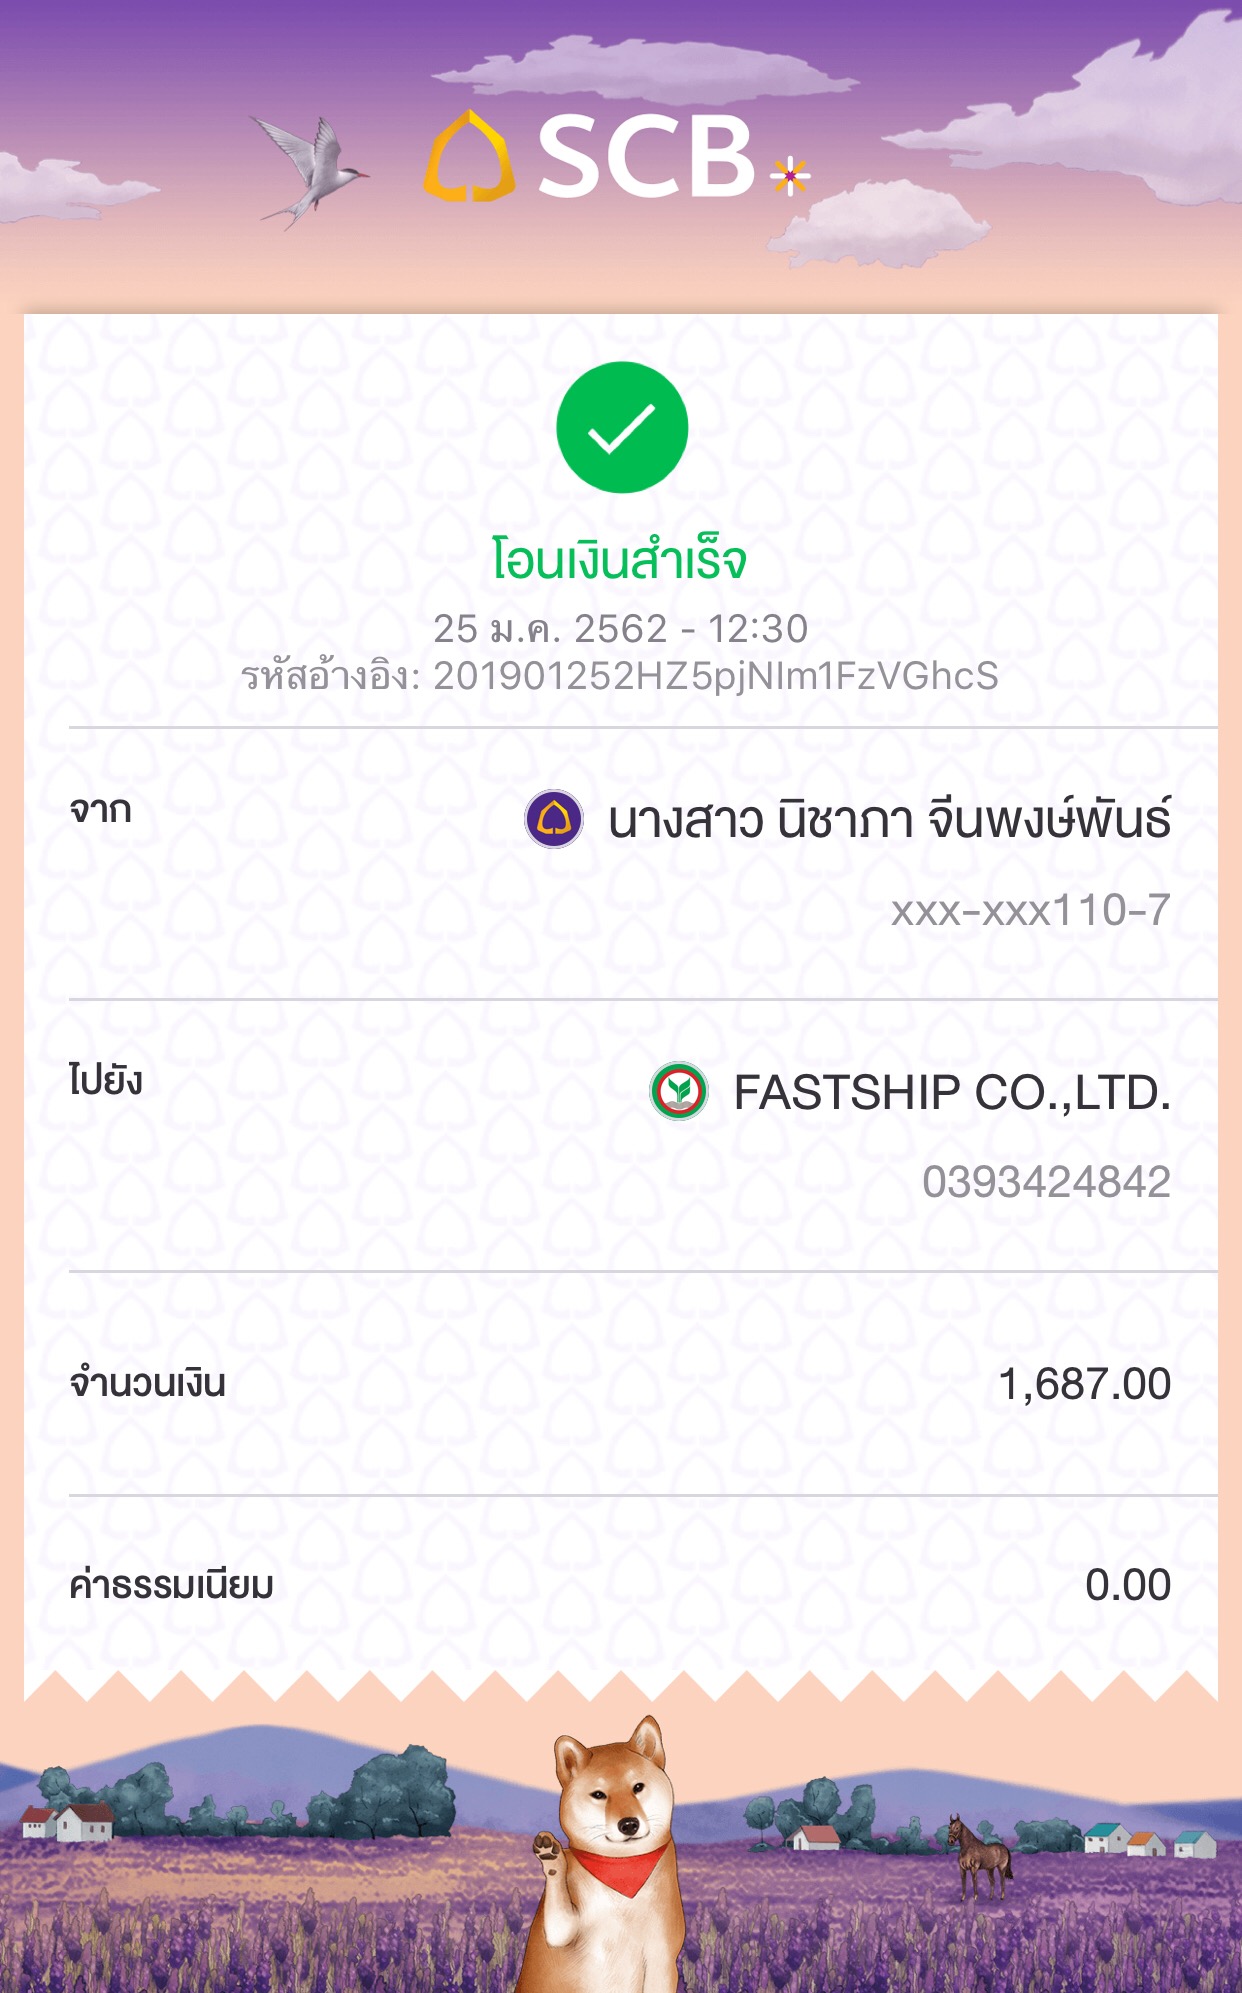 SCB
โอนเงินสำเร็จ
25 ม.ค. 2562 - 12:30
รหัสอ้างอิง: 201901252HZ5pjNIm1FzVGhcS
จาก
นางสาว นิชาภา จีนพงษ์พันธ์
xxx-xxx110-7
ไปยัง
FASTSHIP CO.,LTD.
0393424842
จำนวนเงิน
1,687.00
ค่าธรรมเนียม
0.00